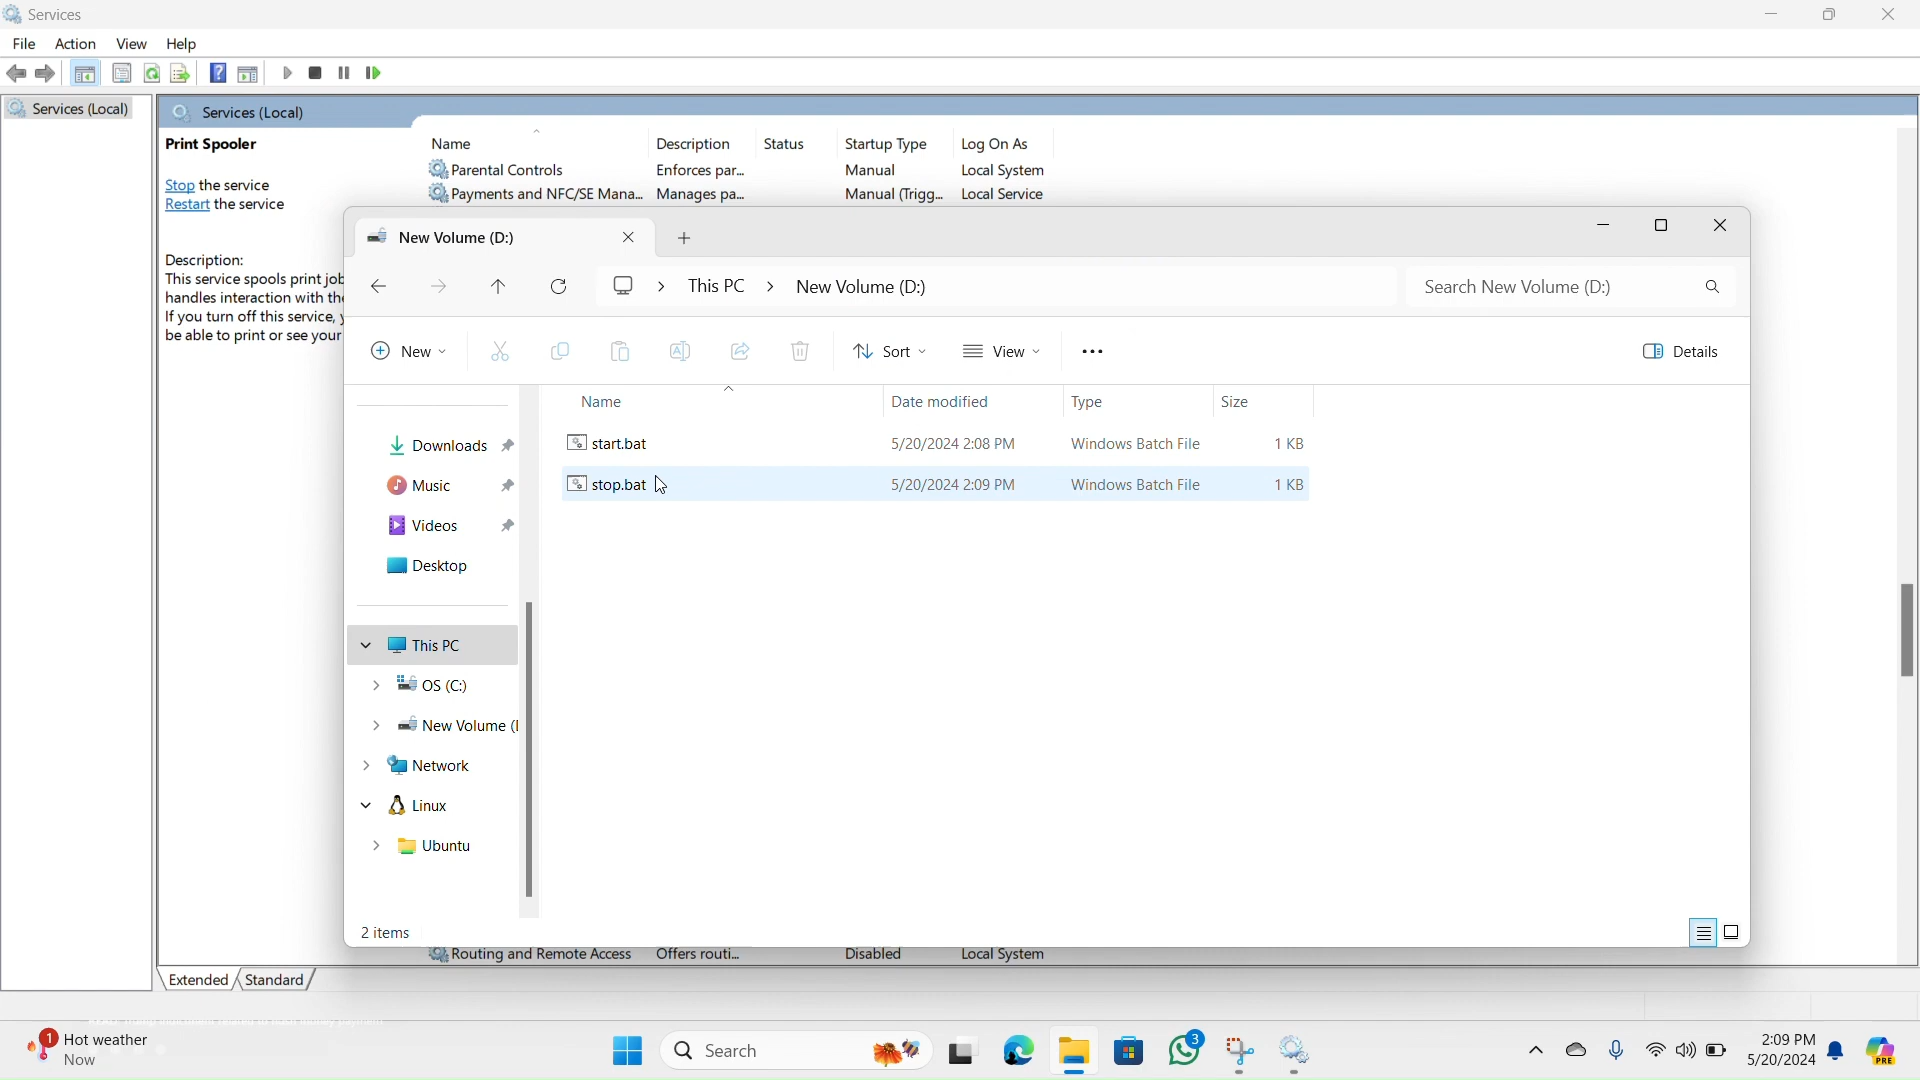 Services
File Action View Help
Services (Local)
Services (Local)
Print Spooler
Stop the service
Restart the service
Description:
This service spools print job
handles interaction with th
If you turn off this service,
be able to print or see your
Name Description Status Startup Type Log On As
Parental Controls Enforces par... Manual Local System
Payments and NFC/SE Mana... Manages pa... Manual (Trigg... Local Service
New Volume (D:)
This PC > New Volume (D:)
Search New Volume (D:)
New Sort View ... Details
Name Date modified Type Size
start.bat 5/20/2024 2:08 PM Windows Batch File 1 KB
stop.bat 5/20/2024 2:09 PM Windows Batch File 1 KB
Downloads
Music
Videos
Desktop
This PC
OS (C:)
New Volume (
Network
Linux
Ubuntu
2 items
Routing and Remote Access Offers routi... Disabled Local System
Extended Standard
1
Hot weather
Now
Search
3
2:09 PM
5/20/2024
PRE